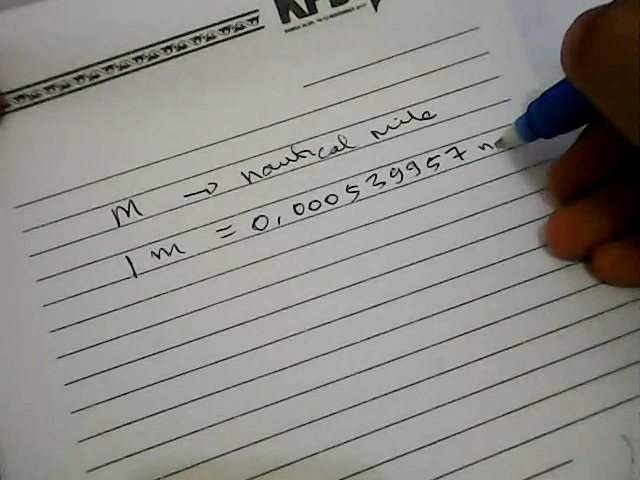 m → nautical mile
1 m = 0,000539957 n